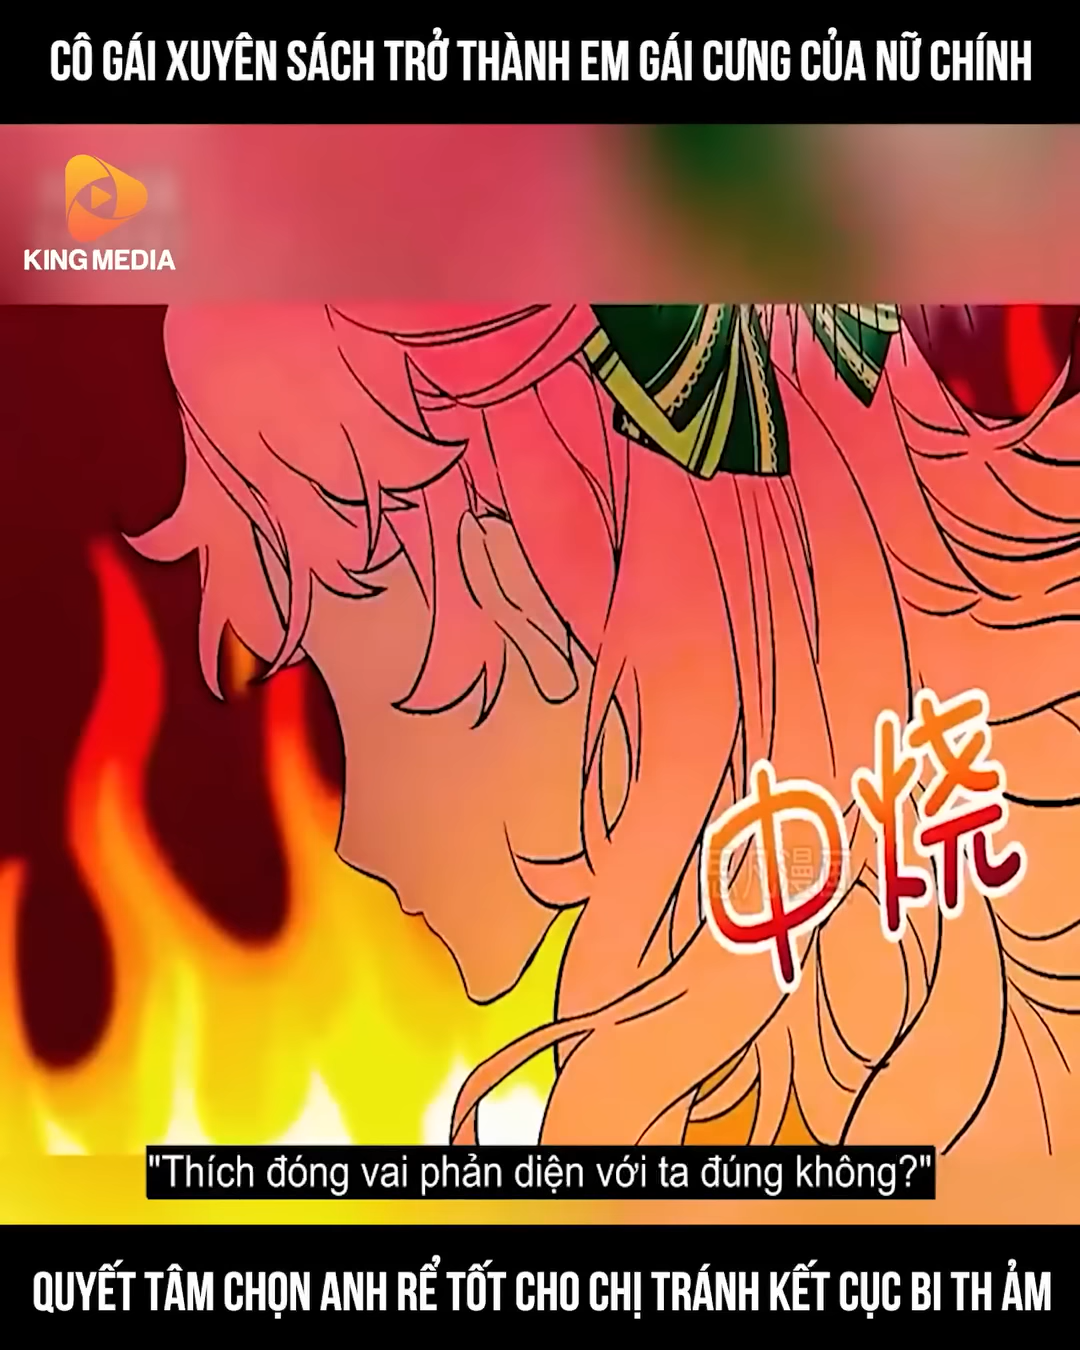 CÔ GÁI XUYÊN SÁCH TRỞ THÀNH EM GÁI CƯNG CỦA NỮ CHÍNH
KING MEDIA
中烧
"Thích đóng vai phản diện với ta đúng không?"
QUYẾT TÂM CHỌN ANH RỂ TỐT CHO CHỊ TRÁNH KẾT CỤC BI TH ẢM